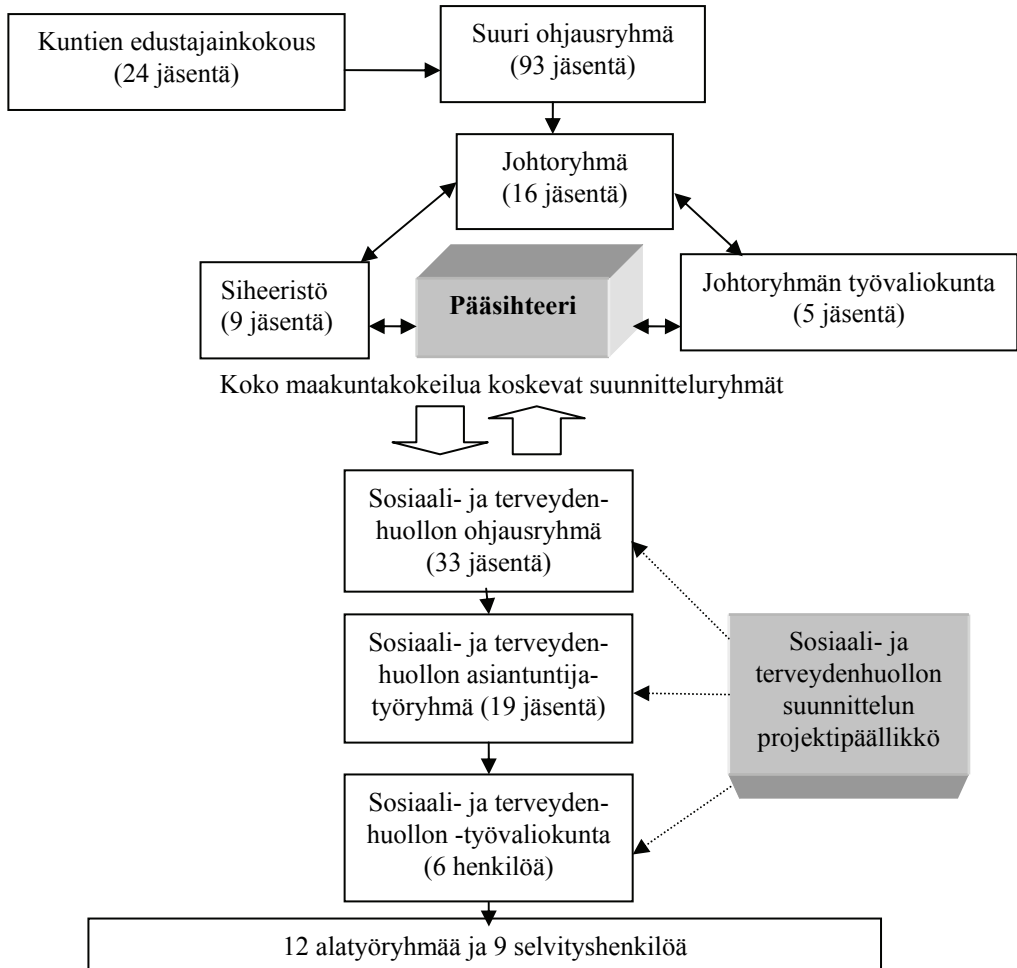 Kuntien edustajainkokous
(24 jäsentä)
Suuri ohjausryhmä
(93 jäsentä)
Johtoryhmä
(16 jäsentä)
Siheeristö
(9 jäsentä)
Pääsihteeri
Johtoryhmän työvaliokunta
(5 jäsentä)
Koko maakuntakokeilua koskevat suunnitteluryhmät
Sosiaali- ja terveyden-
huollon ohjausryhmä
(33 jäsentä)
Sosiaali- ja terveyden-
huollon asiantuntija-
työryhmä (19 jäsentä)
Sosiaali- ja
terveydenhuollon
suunnittelun
projektipäällikkö
Sosiaali- ja terveyden-
huollon -työvaliokunta
(6 henkilöä)
12 alatyöryhmää ja 9 selvityshenkilöä